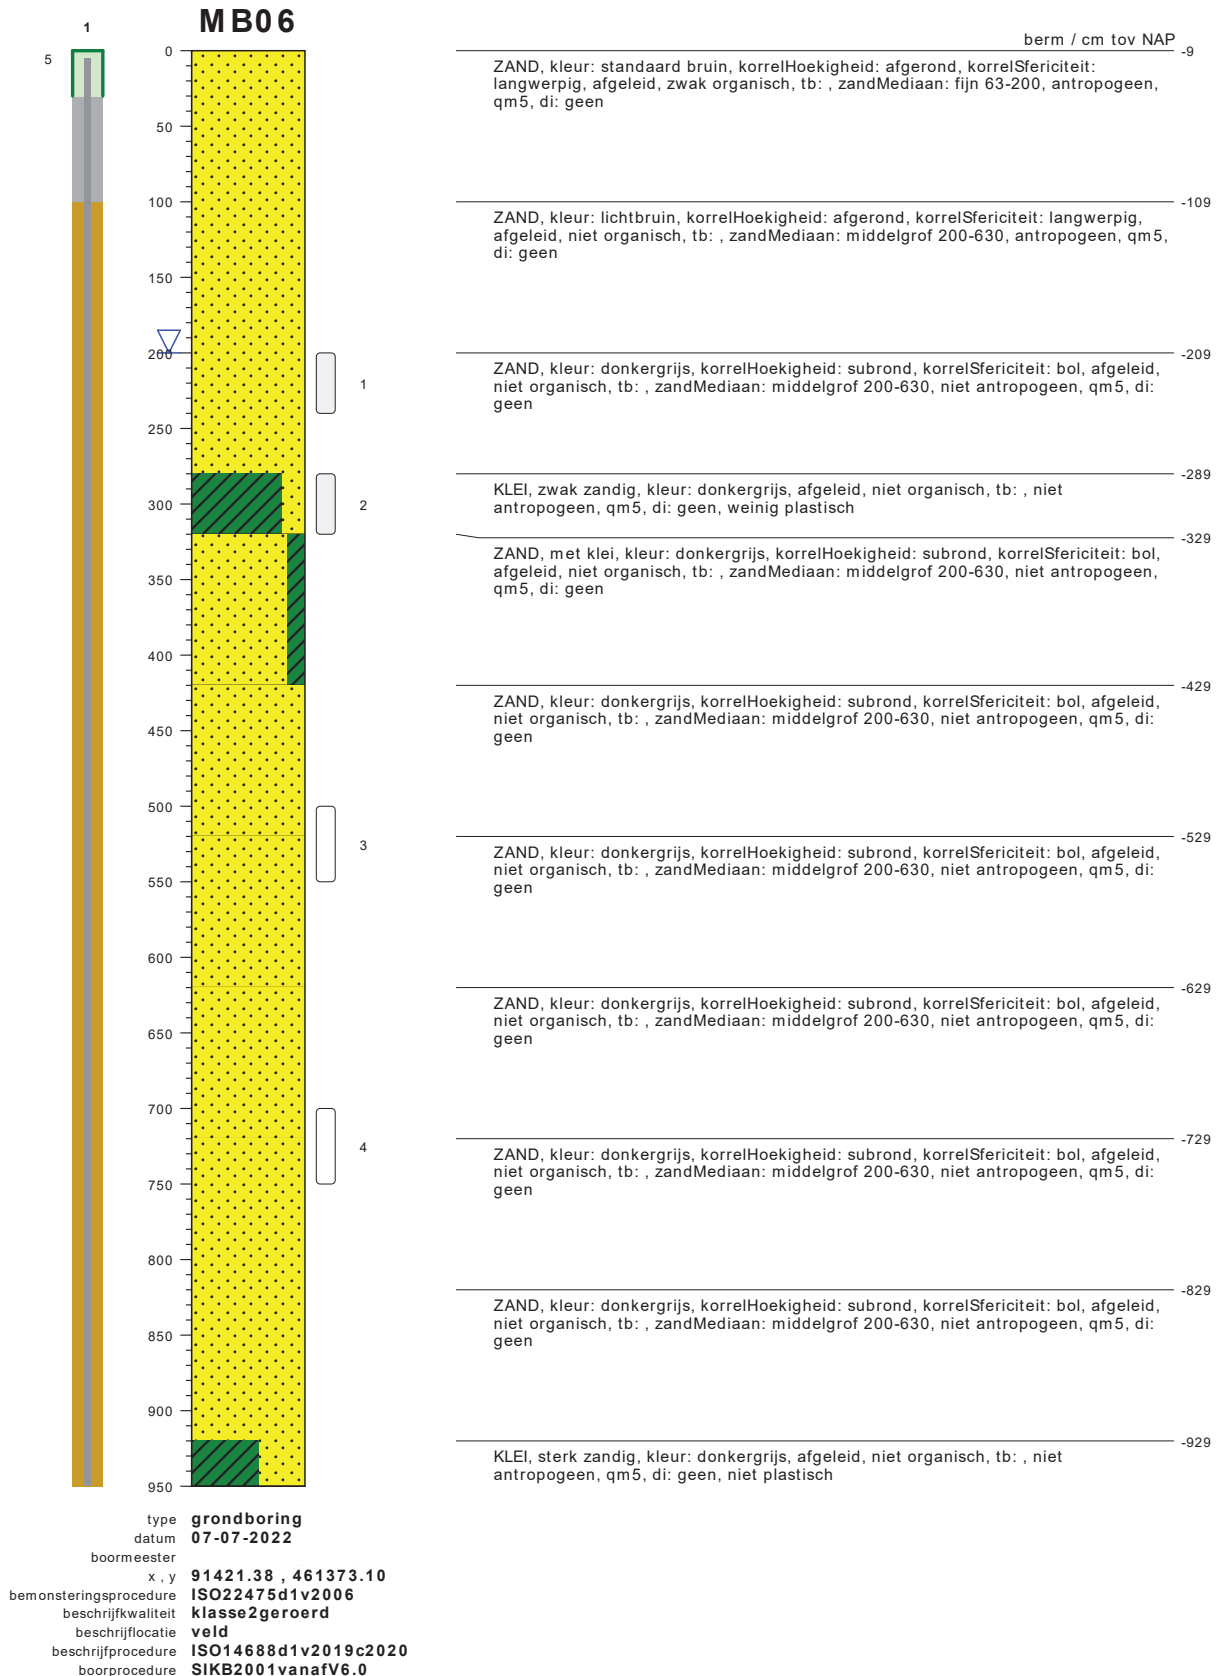 MB06
1
berm / cm tov NAP
5
0
-9
ZAND, kleur: standaard bruin, korrelHoekigheid: afgerond, korrelSfericiteit:
langwerpig, afgeleid, zwak organisch, tb: , zandMediaan: fijn 63-200, antropogeen,
qm5, di: geen
50
100
-109
ZAND, kleur: lichtbruin, korrelHoekigheid: afgerond, korrelSfericiteit: langwerpig,
afgeleid, niet organisch, tb: , zandMediaan: middelgrof 200-630, antropogeen, qm5,
di: geen
150
200
-209
ZAND, kleur: donkergrijs, korrelHoekigheid: subrond, korrelSfericiteit: bol, afgeleid,
niet organisch, tb: , zandMediaan: middelgrof 200-630, niet antropogeen, qm5, di:
geen
1
250
-289
KLEI, zwak zandig, kleur: donkergrijs, afgeleid, niet organisch, tb: , niet
antropogeen, qm5, di: geen, weinig plastisch
300
2
-329
ZAND, met klei, kleur: donkergrijs, korrelHoekigheid: subrond, korrelSfericiteit: bol,
afgeleid, niet organisch, tb: , zandMediaan: middelgrof 200-630, niet antropogeen,
qm5, di: geen
350
400
-429
ZAND, kleur: donkergrijs, korrelHoekigheid: subrond, korrelSfericiteit: bol, afgeleid,
niet organisch, tb: , zandMediaan: middelgrof 200-630, niet antropogeen, qm5, di:
geen
450
500
-529
ZAND, kleur: donkergrijs, korrelHoekigheid: subrond, korrelSfericiteit: bol, afgeleid,
niet organisch, tb: , zandMediaan: middelgrof 200-630, niet antropogeen, qm5, di:
geen
3
550
600
-629
ZAND, kleur: donkergrijs, korrelHoekigheid: subrond, korrelSfericiteit: bol, afgeleid,
niet organisch, tb: , zandMediaan: middelgrof 200-630, niet antropogeen, qm5, di:
geen
650
700
-729
ZAND, kleur: donkergrijs, korrelHoekigheid: subrond, korrelSfericiteit: bol, afgeleid,
niet organisch, tb: , zandMediaan: middelgrof 200-630, niet antropogeen, qm5, di:
geen
4
750
800
-829
ZAND, kleur: donkergrijs, korrelHoekigheid: subrond, korrelSfericiteit: bol, afgeleid,
niet organisch, tb: , zandMediaan: middelgrof 200-630, niet antropogeen, qm5, di:
geen
850
900
-929
KLEI, sterk zandig, kleur: donkergrijs, afgeleid, niet organisch, tb: , niet
antropogeen, qm5, di: geen, niet plastisch
950
type grondboring
datum 07-07-2022
boormeester
x , y 91421.38 , 461373.10
bemonsteringsprocedure ISO22475d1v2006
beschrijfkwaliteit klasse2geroerd
beschrijflocatie veld
beschrijfprocedure ISO14688d1v2019c2020
boorprocedure SIKB2001vanafV6.0